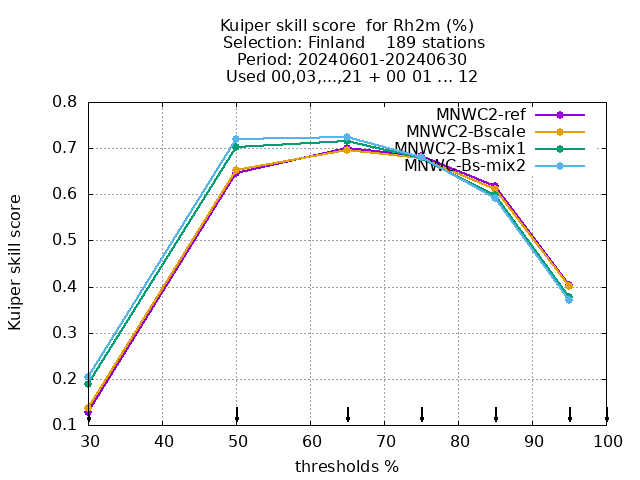 Kuiper skill score  for Rh2m (%)
Selection: Finland    189 stations
Period: 20240601-20240630
Used 00,03,...,21 + 00 01 ... 12
MNWC2-ref
MNWC2-Bscale
MNWC2-Bs-mix1
MNWC-Bs-mix2
0.8
0.7
0.6
0.5
0.4
0.3
0.2
0.1
Kuiper skill score
30 40 50 60 70 80 90 100
thresholds %